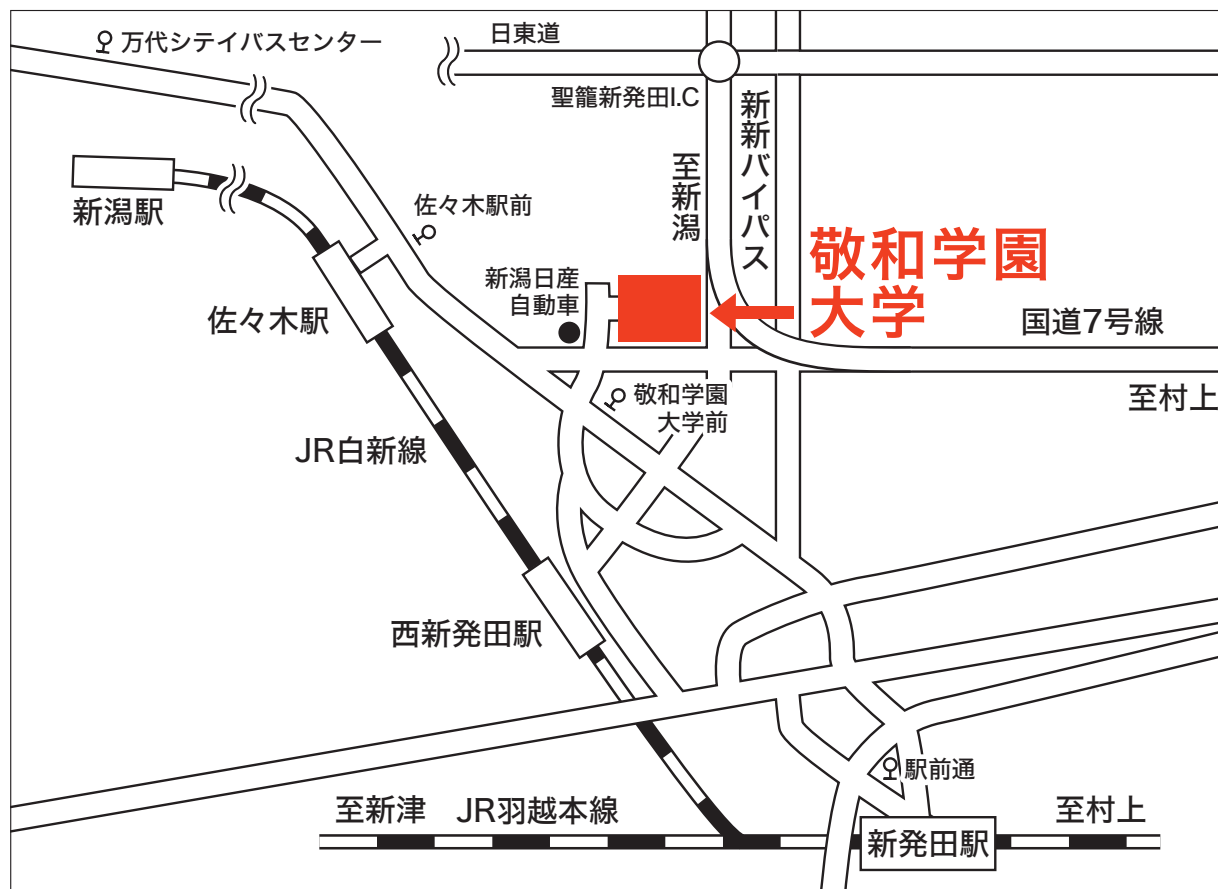 万代シテイバスセンター
日東道
聖籠新発田I.C
新新バイパス
至新潟
新潟駅
佐々木駅前
敬和学園
大学
新潟日産
自動車
佐々木駅
国道7号線
至村上
敬和学園
大学前
JR白新線
西新発田駅
駅前通
至新津
JR羽越本線
至村上
新発田駅